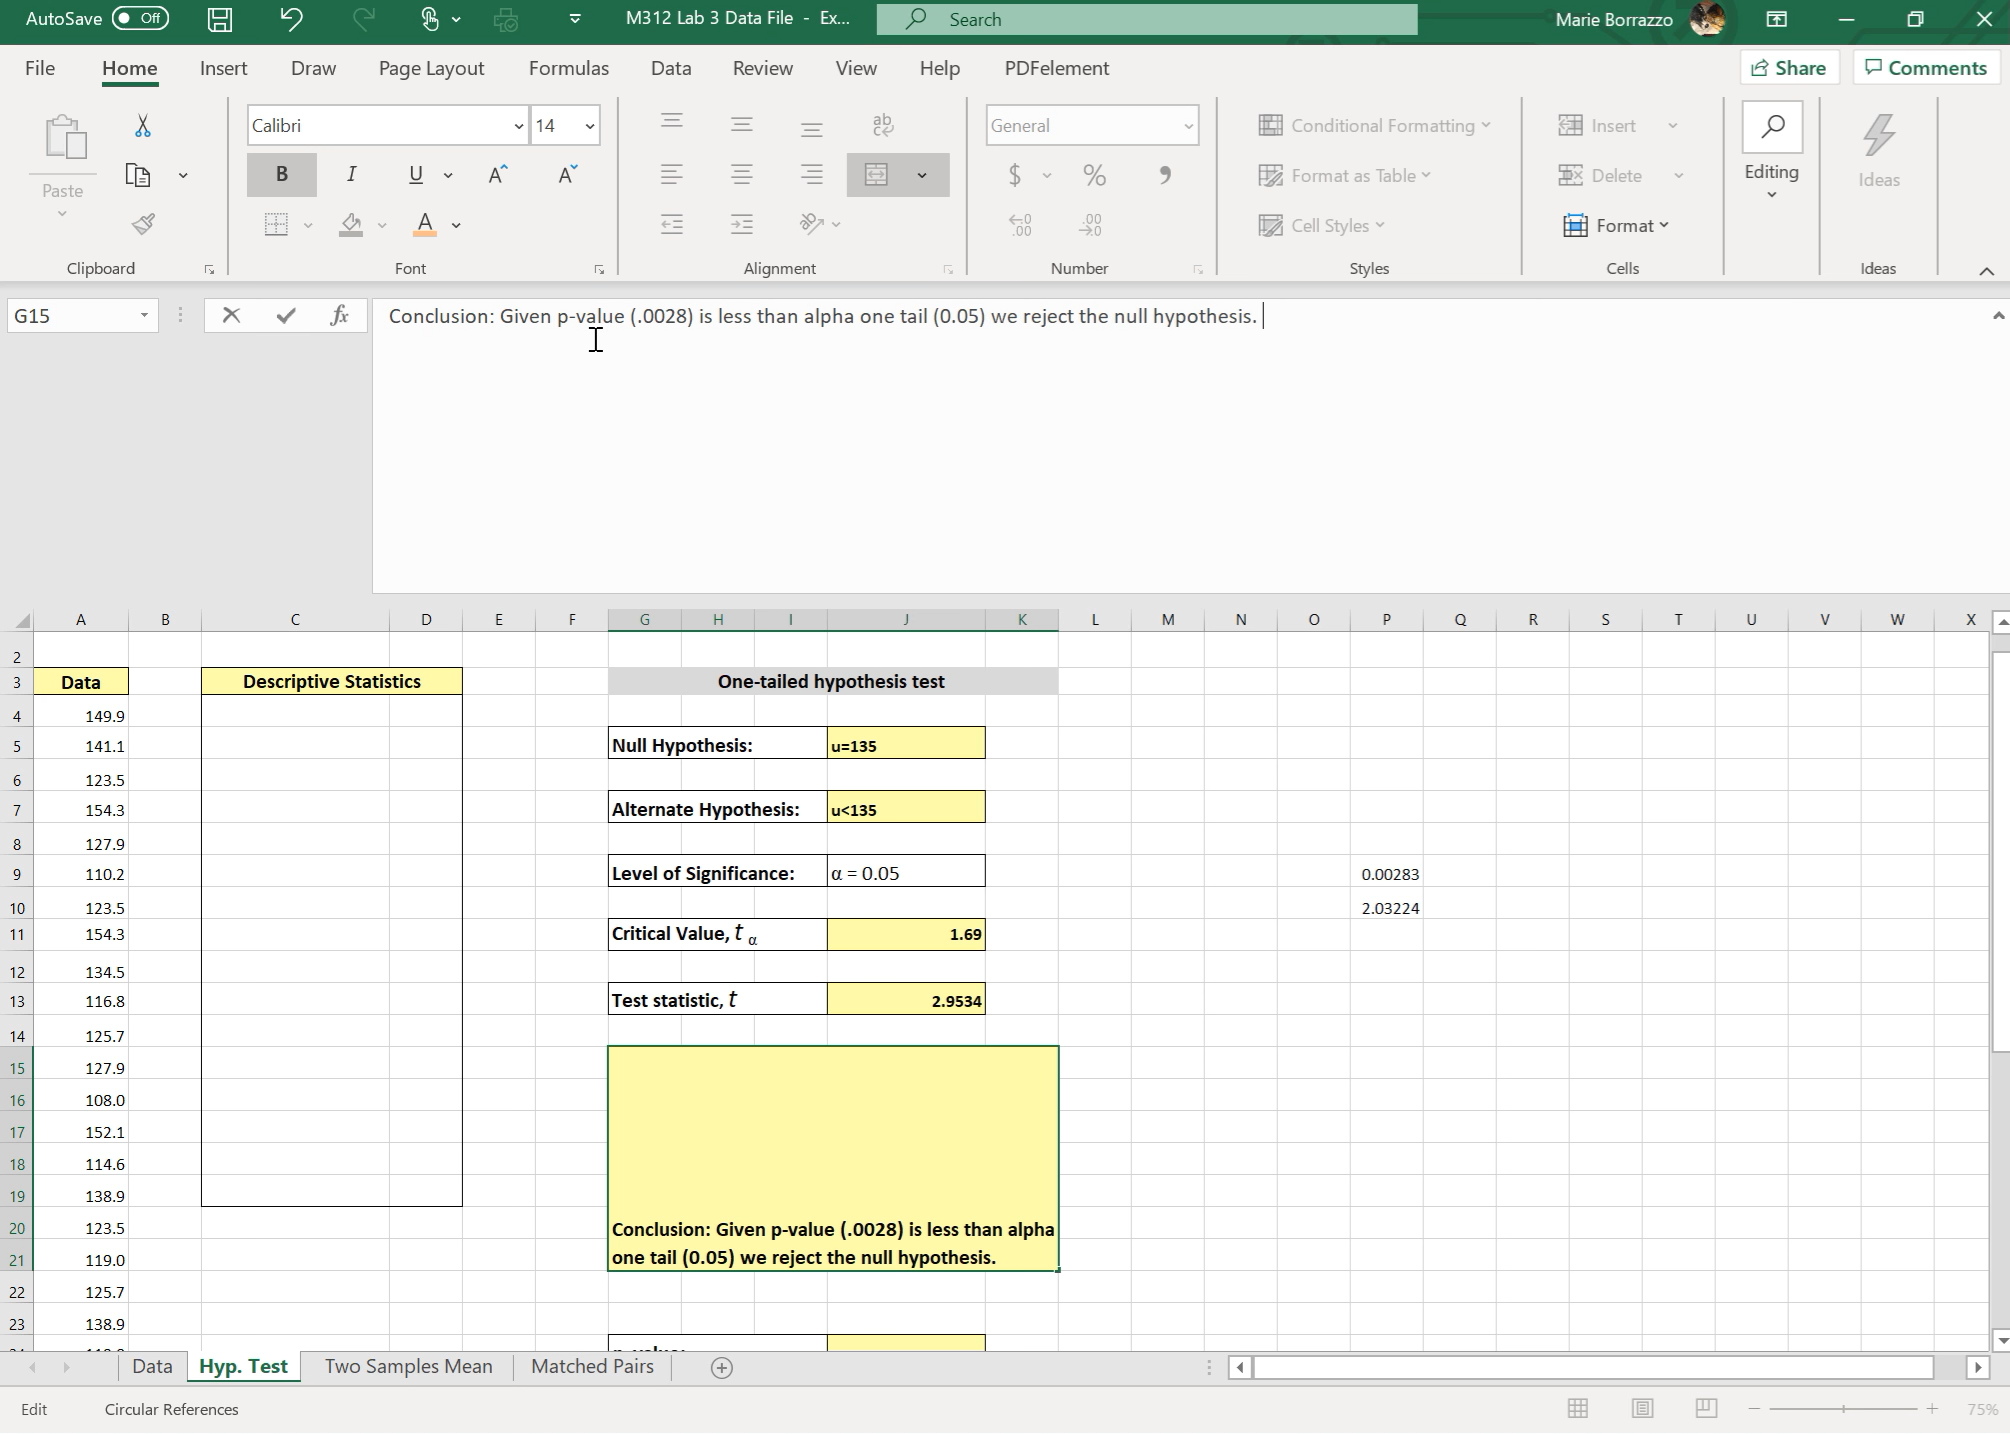 AutoSave Off M312 Lab 3 Data File - Ex... Search Marie Borrazzo
File Home Insert Draw Page Layout Formulas Data Review View Help PDFelement Share Comments
Calibri 14 ab General Conditional Formatting Insert
Paste B I U A A $ % , Format as Table Delete Editing Ideas
A Cell Styles Format
Clipboard Font Alignment Number Styles Cells Ideas
G15 fx Conclusion: Given p-value (.0028) is less than alpha one tail (0.05) we reject the null hypothesis.
A B C D E F G H I J K L M N O P Q R S T U V W X
2
3 Data Descriptive Statistics One-tailed hypothesis test
4 149.9
5 141.1 Null Hypothesis: u=135
6 123.5
7 154.3 Alternate Hypothesis: u<135
8 127.9
9 110.2 Level of Significance: α = 0.05 0.00283
10 123.5 2.03224
11 154.3 Critical Value, t α 1.69
12 134.5
13 116.8 Test statistic, t 2.9534
14 125.7
15 127.9
16 108.0
17 152.1
18 114.6
19 138.9
20 123.5 Conclusion: Given p-value (.0028) is less than alpha
21 119.0 one tail (0.05) we reject the null hypothesis.
22 125.7
23 138.9
Data Hyp. Test Two Samples Mean Matched Pairs
Edit Circular References 75%